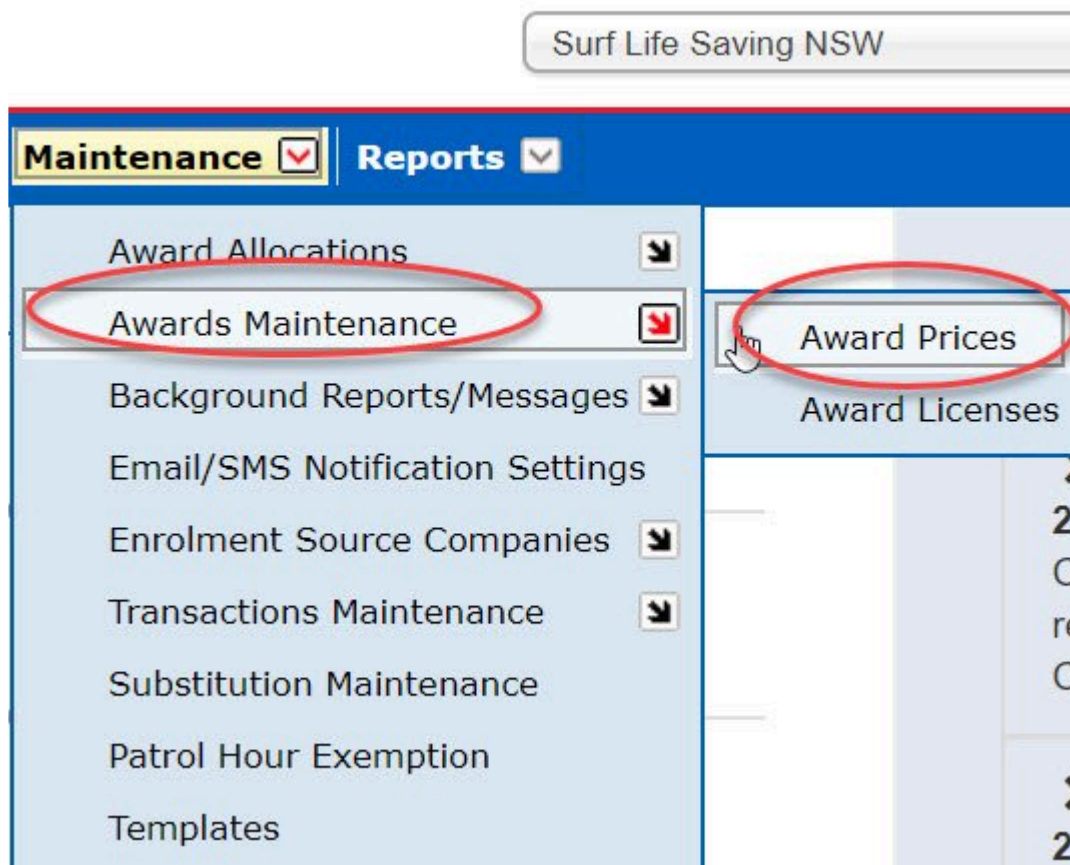 Surf Life Saving NSW
Maintenance Reports
Award Allocations
Awards Maintenance
Award Prices
Background Reports/Messages
Award Licenses
Email/SMS Notification Settings
Enrolment Source Companies
Transactions Maintenance
Substitution Maintenance
Patrol Hour Exemption
Templates